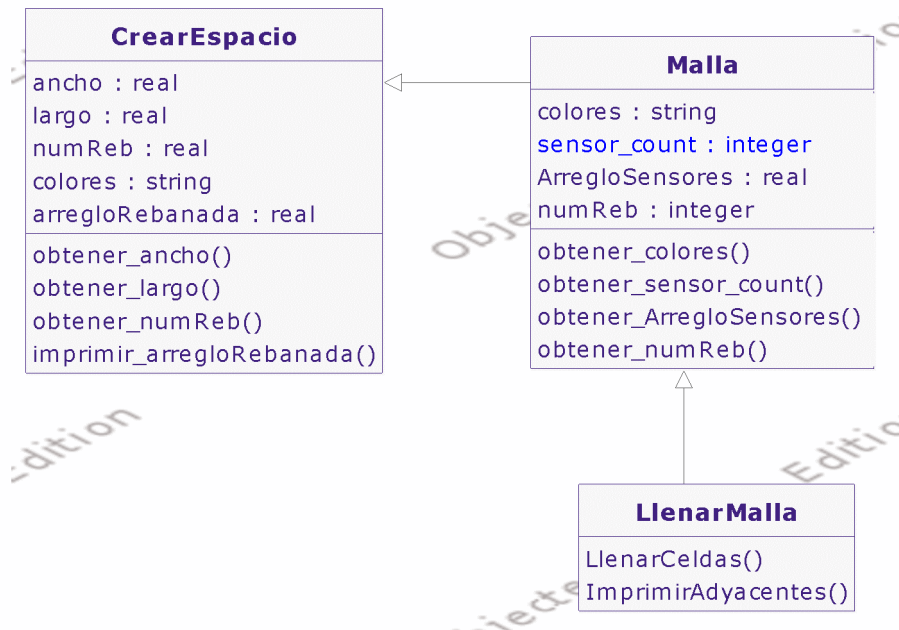 CrearEspacio
ancho : real
largo : real
numReb : real
colores : string
arregloRebanada : real
obtener_ancho()
obtener_largo()
obtener_numReb()
imprimir_arregloRebanada()
Malla
colores : string
sensor_count : integer
ArregloSensores : real
numReb : integer
obtener_colores()
obtener_sensor_count()
obtener_ArregloSensores()
obtener_numReb()
LlenarMalla
LlenarCeldas()
ImprimirAdyacentes()